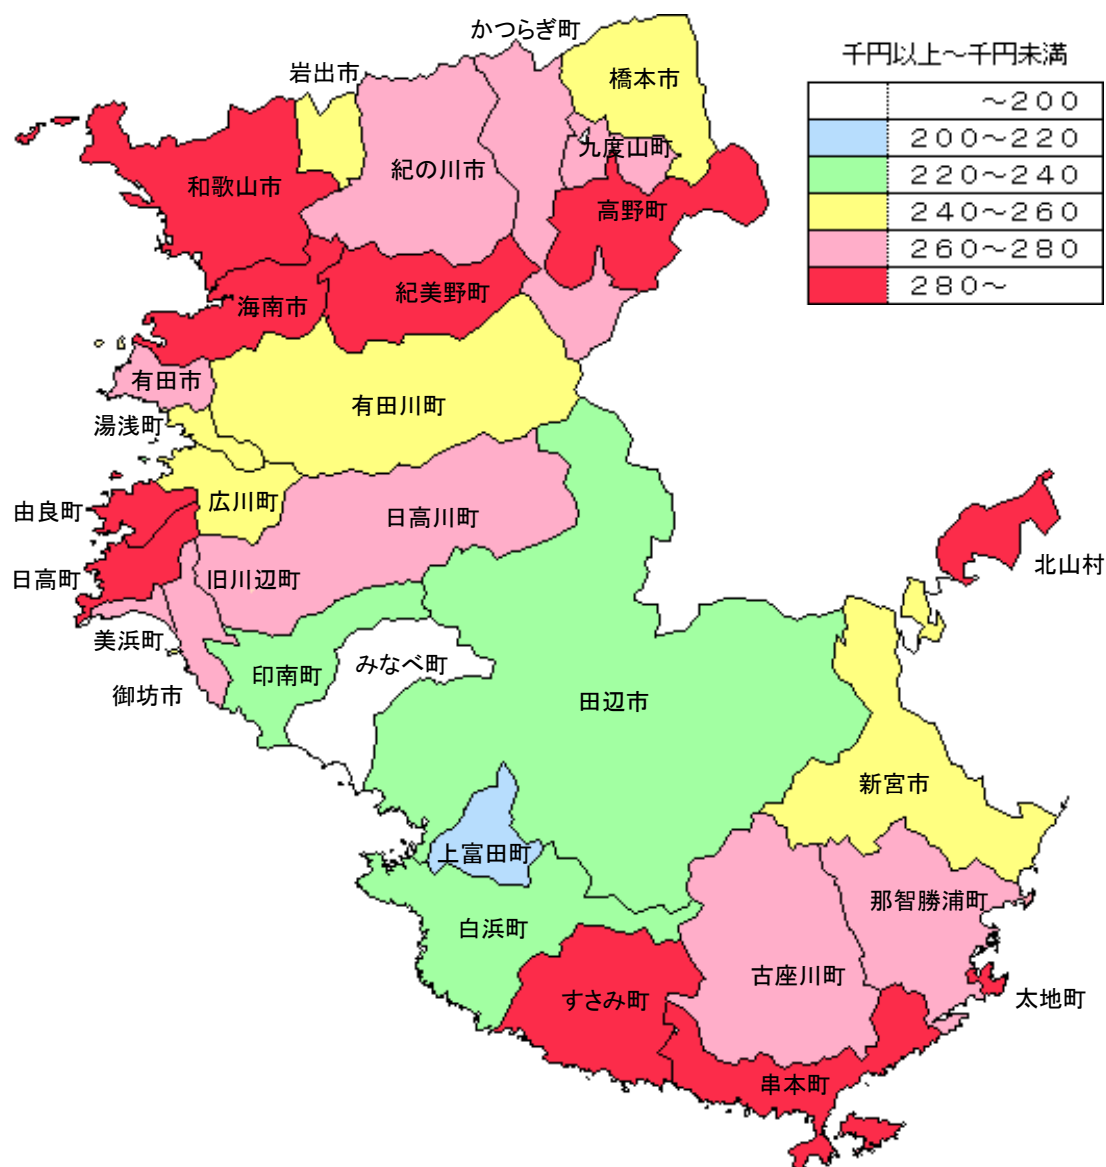 かつらぎ町
千円以上～千円未満
岩出市
橋本市
～200
200～220
220～240
240～260
260～280
280～
九度山町
紀の川市
和歌山市
高野町
紀美野町
海南市
有田市
有田川町
湯浅町
広川町
由良町
日高川町
日高町
旧川辺町
北山村
美浜町
印南町
みなべ町
御坊市
田辺市
新宮市
上富田町
那智勝浦町
白浜町
古座川町
すさみ町
太地町
串本町